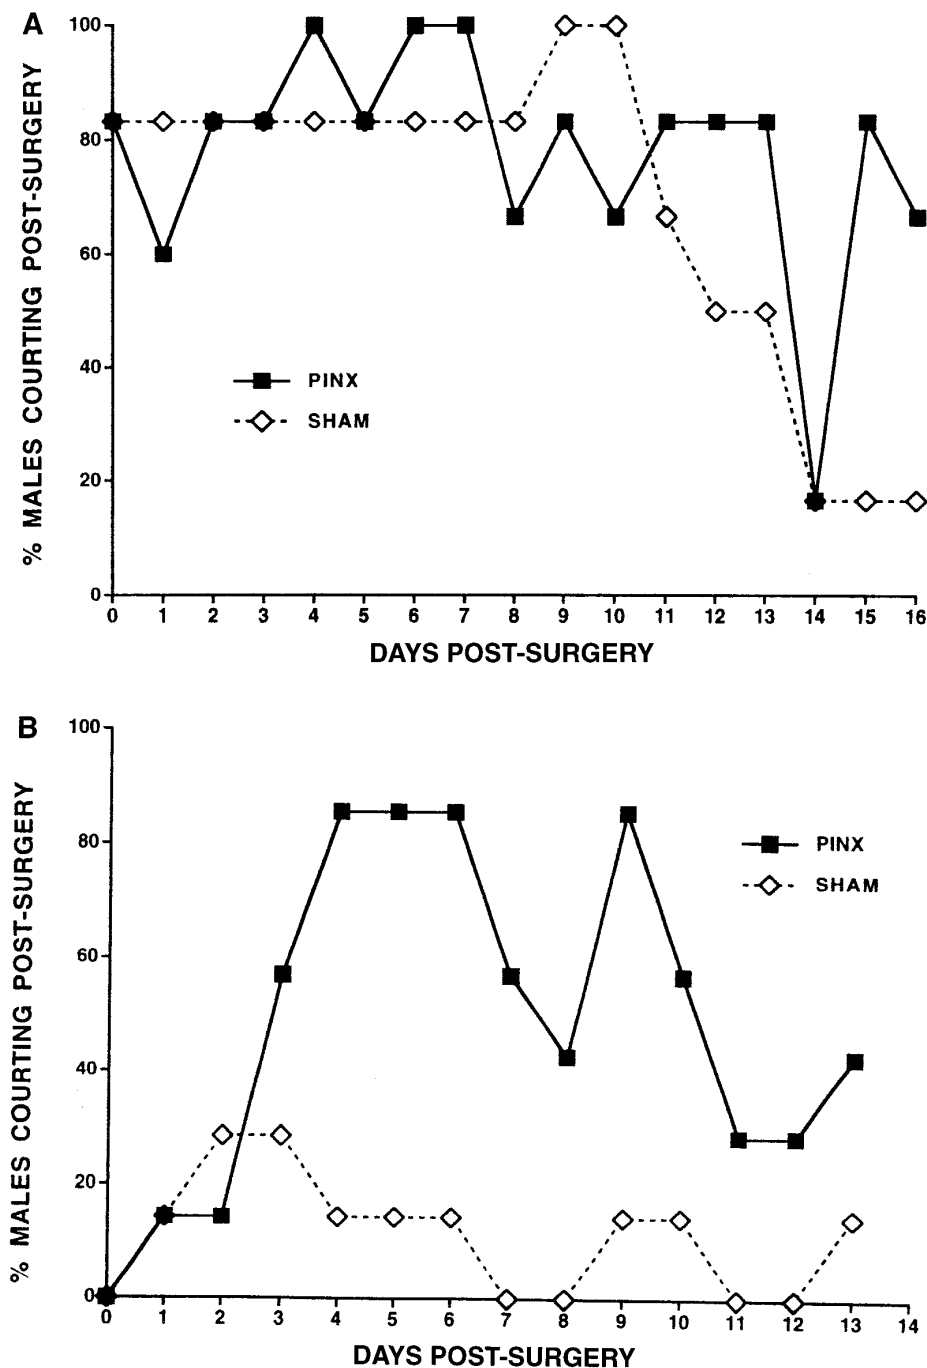 A
% MALES COURTING POST-SURGERY
100
80
60
40
20
0
PINX
SHAM
0 1 2 3 4 5 6 7 8 9 10 11 12 13 14 15 16
DAYS POST-SURGERY
B
% MALES COURTING POST-SURGERY
100
80
60
40
20
0
PINX
SHAM
0 1 2 3 4 5 6 7 8 9 10 11 12 13 14
DAYS POST-SURGERY